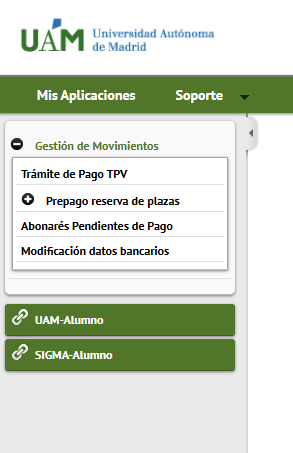 UAM
Universidad Autónoma
de Madrid
Mis Aplicaciones Soporte
Gestión de Movimientos
Trámite de Pago TPV
Prepago reserva de plazas
Abonarés Pendientes de Pago
Modificación datos bancarios
UAM-Alumno
SIGMA-Alumno